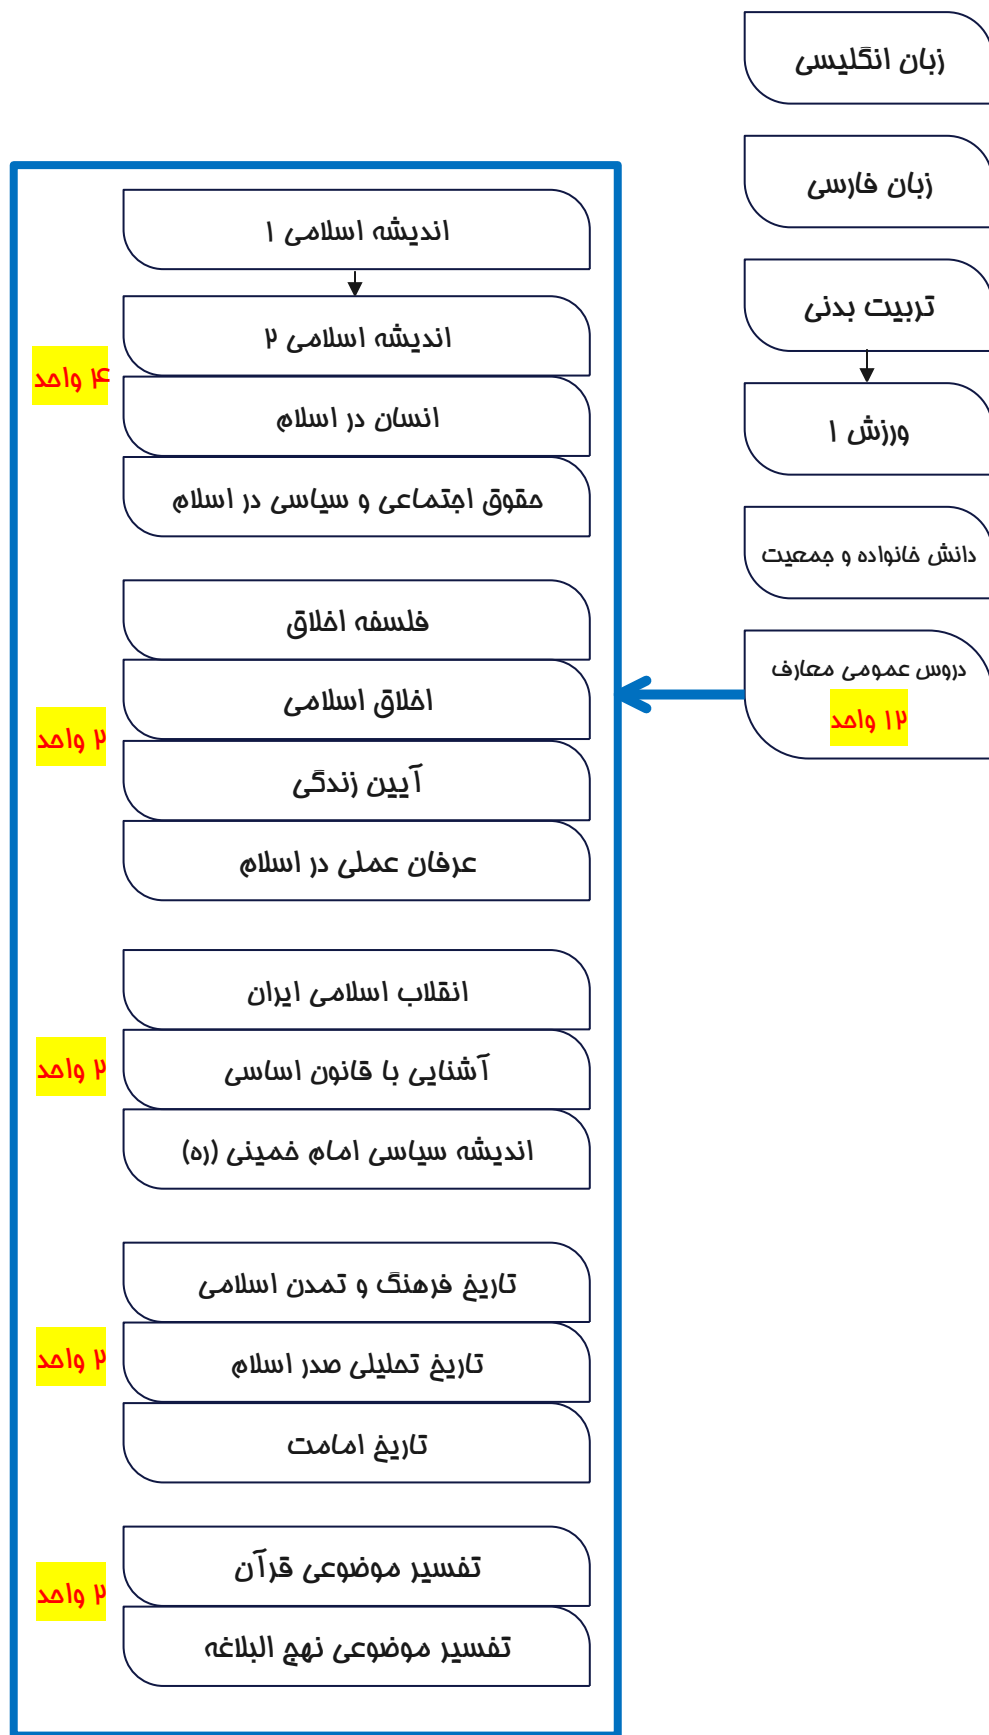 زبان انگلیسی
زبان فارسی
تربیت بدنی
ورزش ۱
دانش خانواده و جمعیت
دروس عمومی معارف
۱۲ واحد
اندیشه اسلامی ۱
اندیشه اسلامی ۲
انسان در اسلام
حقوق اجتماعی و سیاسی در اسلام
۴ واحد
فلسفه اخلاق
اخلاق اسلامی
آیین زندگی
عرفان عملی در اسلام
۲ واحد
انقلاب اسلامی ایران
آشنایی با قانون اساسی
اندیشه سیاسی امام خمینی (ره)
۲ واحد
تاریخ فرهنگ و تمدن اسلامی
تاریخ تحلیلی صدر اسلام
تاریخ امامت
۲ واحد
تفسیر موضوعی قرآن
تفسیر موضوعی نهج البلاغه
۲ واحد